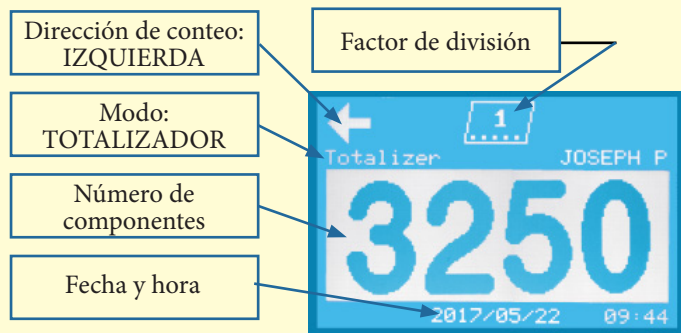 Dirección de conteo:
IZQUIERDA
Factor de división
Modo:
TOTALIZADOR
Número de
componentes
Fecha y hora
1
Totalizer JOSEPH P
3250
2017/05/22 09:44